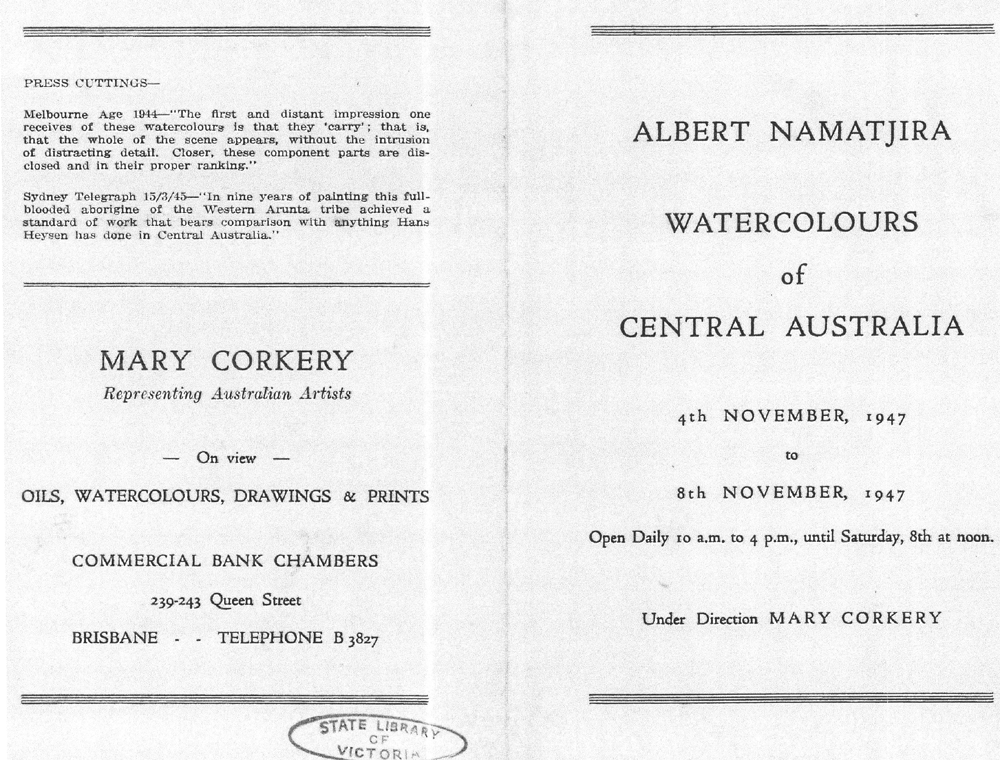 PRESS CUTTINGS—
Melbourne Age 1944—"The first and distant impression one
receives of these watercolours is that they 'carry'; that is,
that the whole of the scene appears, without the intrusion
of distracting detail. Closer, these component parts are dis-
closed and in their proper ranking."
Sydney Telegraph 15/3/45—"In nine years of painting this full-
blooded aborigine of the Western Arunta tribe achieved a
standard of work that bears comparison with anything Hans
Heysen has done in Central Australia."
MARY CORKERY
Representing Australian Artists
— On view —
OILS, WATERCOLOURS, DRAWINGS & PRINTS
COMMERCIAL BANK CHAMBERS
239-243 Queen Street
BRISBANE - - TELEPHONE B 3827
STATE LIBRARY
OF
VICTORIA
ALBERT NAMATJIRA
WATERCOLOURS
of
CENTRAL AUSTRALIA
4th NOVEMBER, 1947
to
8th NOVEMBER, 1947
Open Daily 10 a.m. to 4 p.m., until Saturday, 8th at noon.
Under Direction MARY CORKERY